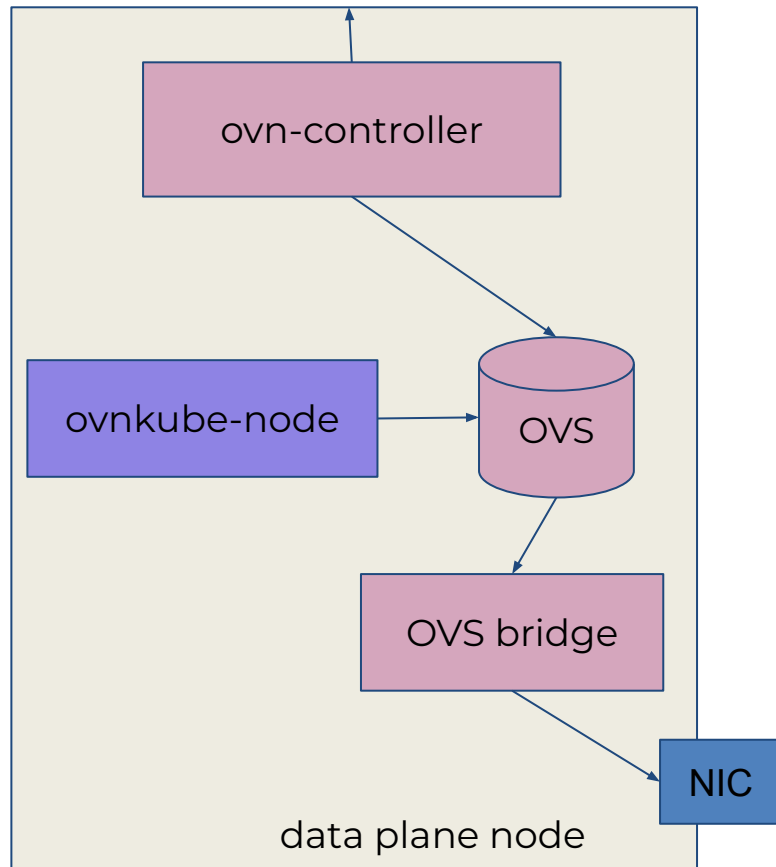 ovn-controller
ovnkube-node
OVS
OVS bridge
NIC
data plane node